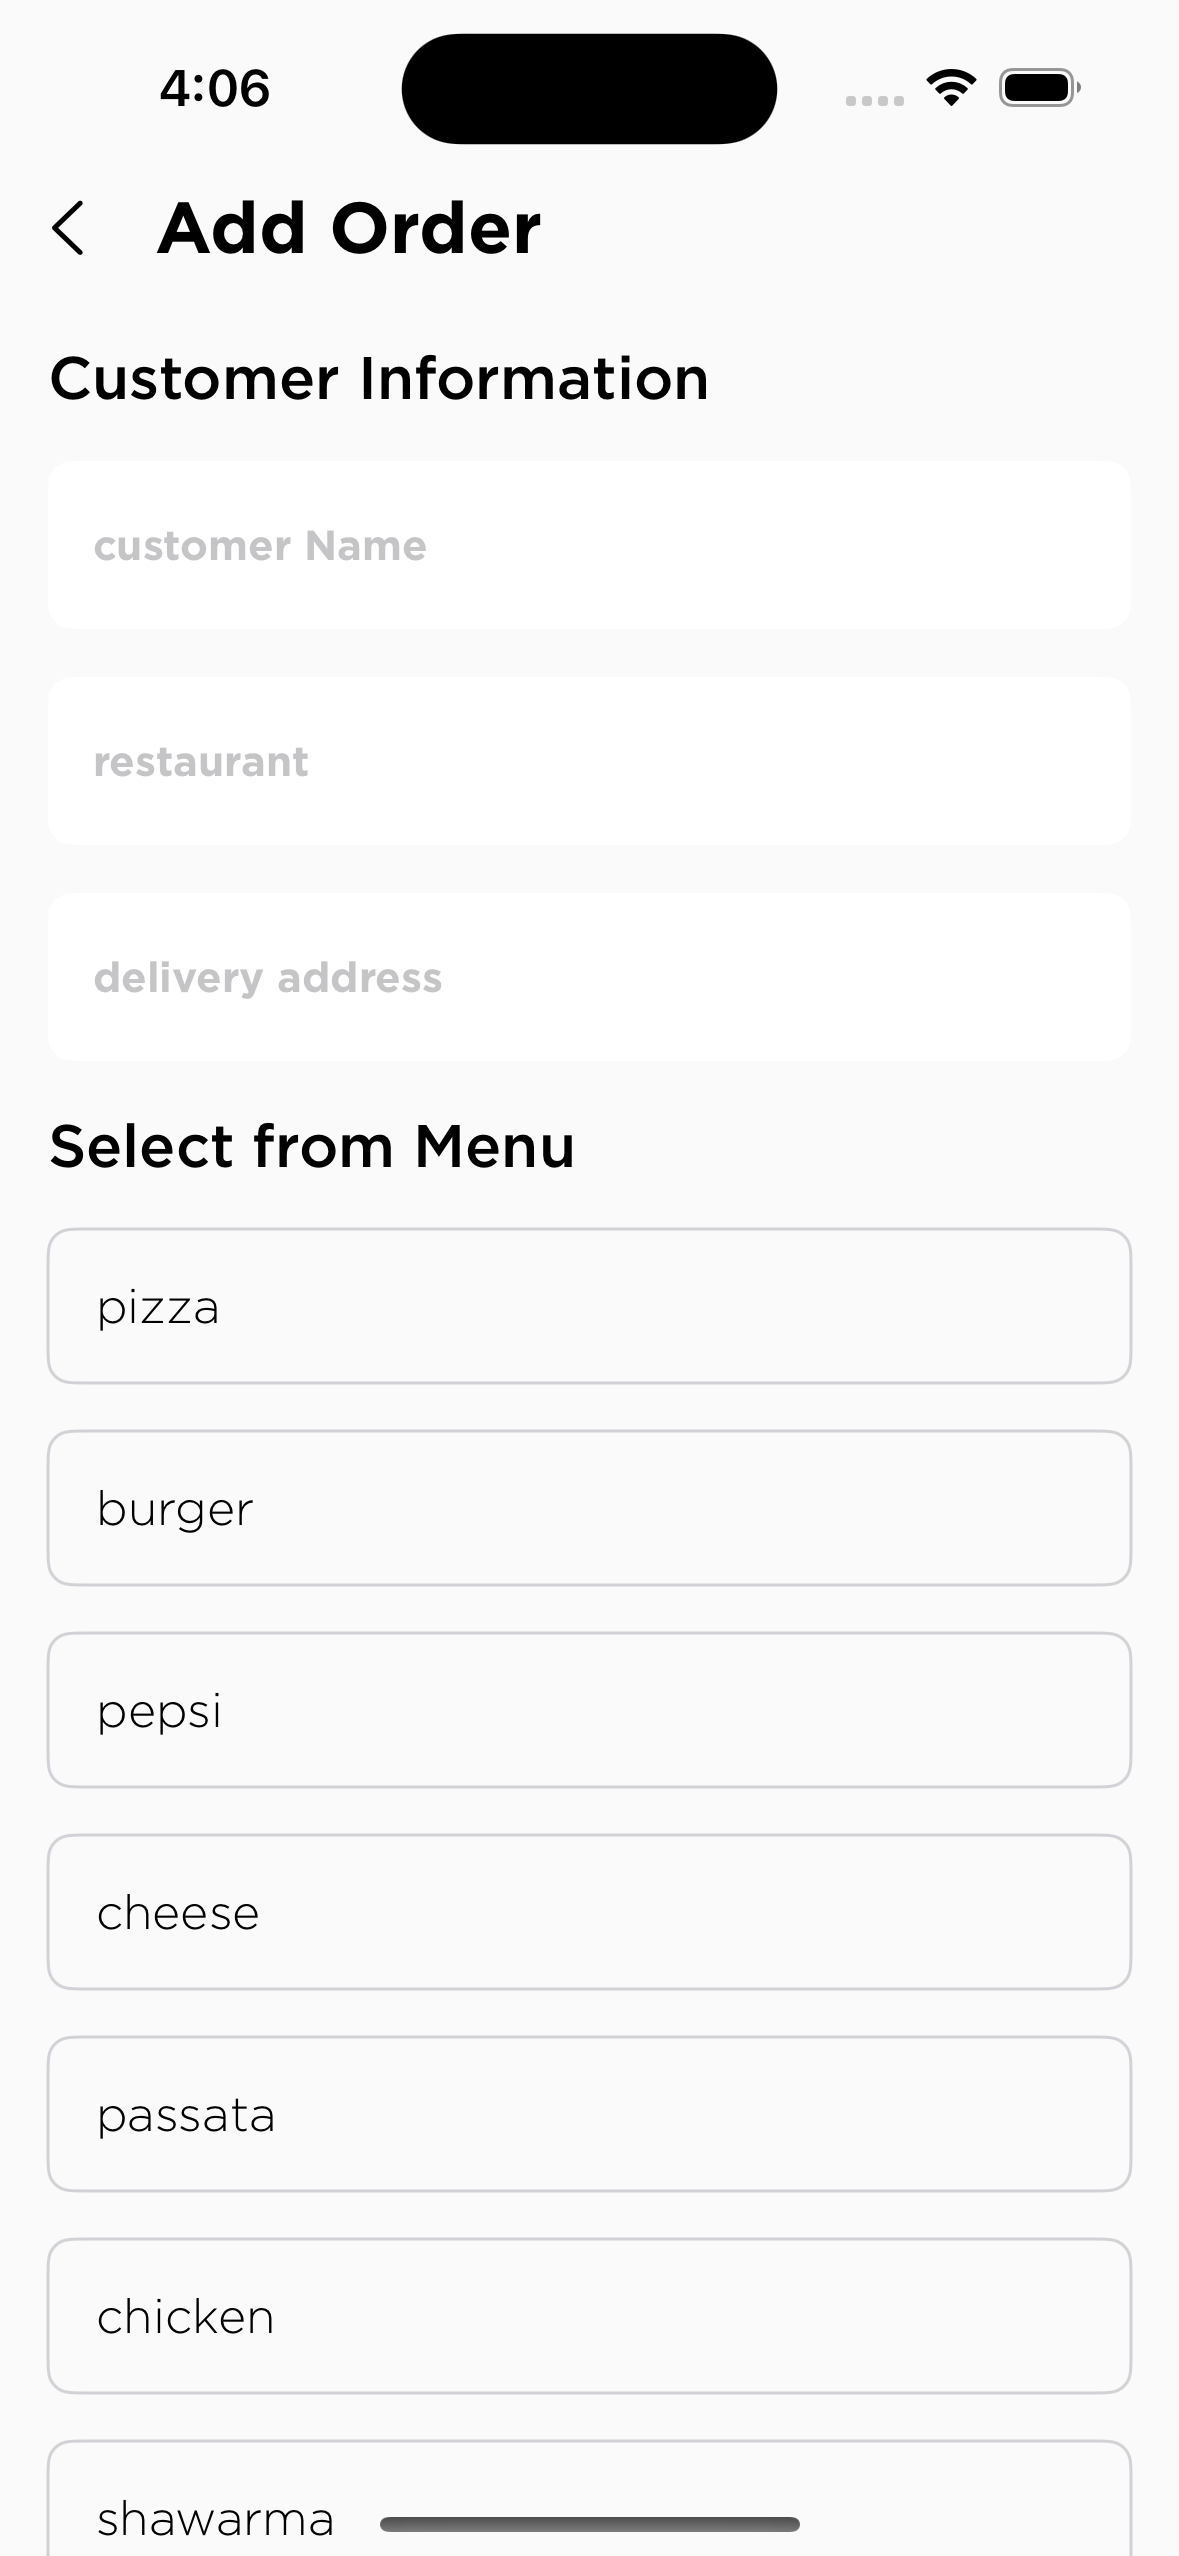 4:06
Add Order
Customer Information
customer Name
restaurant
delivery address
Select from Menu
pizza
burger
pepsi
cheese
passata
chicken
shawarma